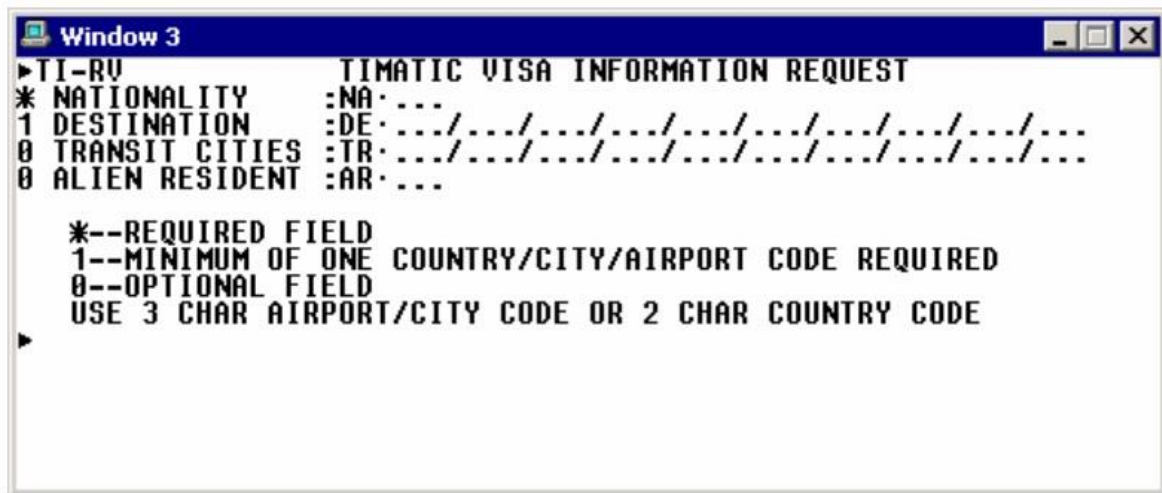 Window 3
►TI-RV TIMATIC VISA INFORMATION REQUEST
* NATIONALITY :NA·...
1 DESTINATION :DE·.../.../.../.../.../.../.../.../...
0 TRANSIT CITIES :TR·.../.../.../.../.../.../.../.../...
0 ALIEN RESIDENT :AR·...
*--REQUIRED FIELD
1--MINIMUM OF ONE COUNTRY/CITY/AIRPORT CODE REQUIRED
0--OPTIONAL FIELD
USE 3 CHAR AIRPORT/CITY CODE OR 2 CHAR COUNTRY CODE
►